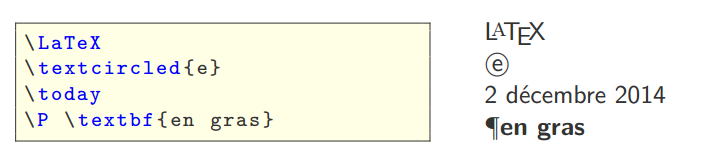 \LaTeX
\textcircled{e}
\today
\P \textbf{en gras}
LATEX
ⓔ
2 décembre 2014
¶en gras